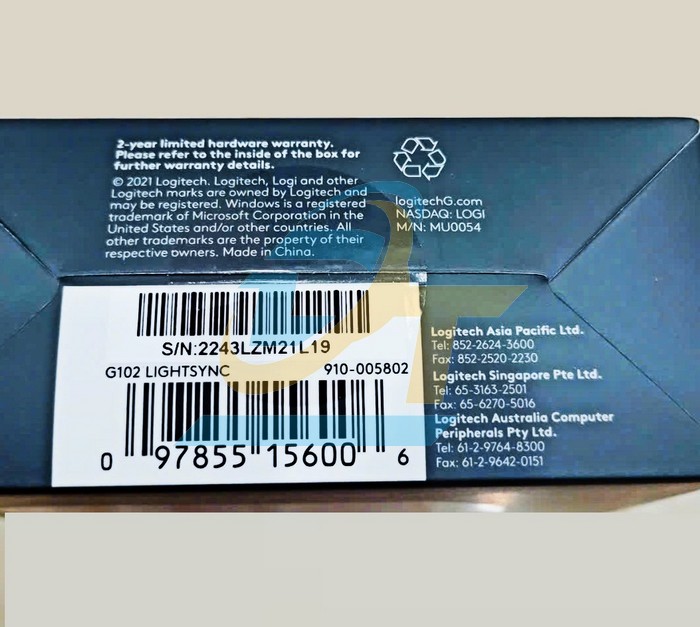 2-year limited hardware warranty.
Please refer to the inside of the box for
further warranty details.
© 2021 Logitech. Logitech, Logi and other
Logitech marks are owned by Logitech and
may be registered. Windows is a registered
trademark of Microsoft Corporation in the
United States and/or other countries. All
other trademarks are the property of their
respective owners. Made in China.
logitechG.com
NASDAQ: LOGI
M/N: MU0054
S/N:2243LZM21L19
G102 LIGHTSYNC 910-005802
0 97855 15600 6
Logitech Asia Pacific Ltd.
Tel: 852-2624-3600
Fax: 852-2520-2230
Logitech Singapore Pte Ltd.
Tel: 65-3163-2501
Fax: 65-6270-5016
Logitech Australia Computer
Peripherals Pty Ltd.
Tel: 61-2-9764-8300
Fax: 61-2-9642-0151